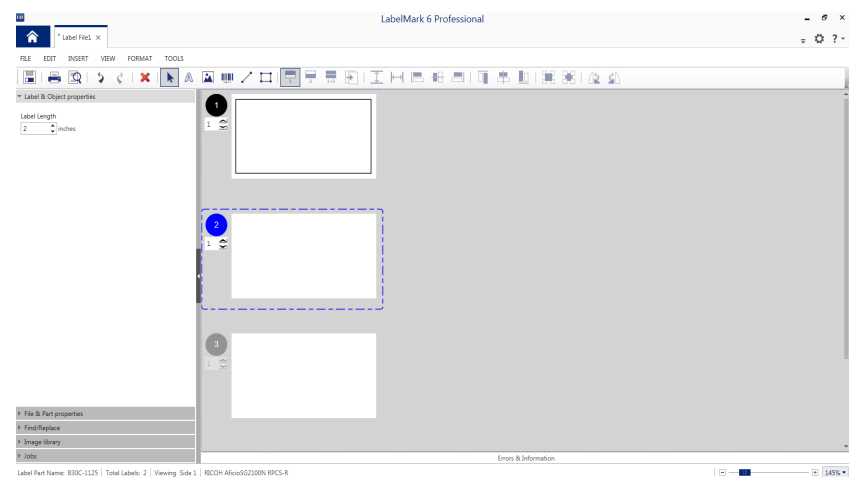 LabelMark 6 Professional
* Label File1
FILE EDIT INSERT VIEW FORMAT TOOLS
Label & Object properties
Label Length
2 inches
1
1
2
1
3
1
File & Part properties
Find/Replace
Image library
Jobs
Errors & Information
Label Part Name: B30C-1125 Total Labels: 2 Viewing Side 1 RICOH AficioSG2100N RPCS-R
145%